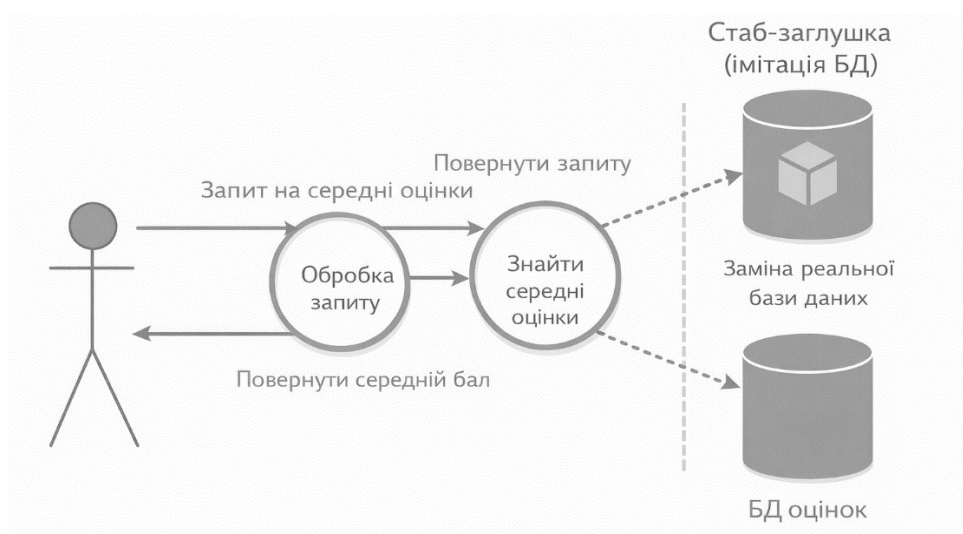 Стаб-заглушка
(імітація БД)
Повернути запиту
Запит на середні оцінки
Обробка
запиту
Знайти
середні
оцінки
Заміна реальної
бази даних
Повернути середній бал
БД оцінок